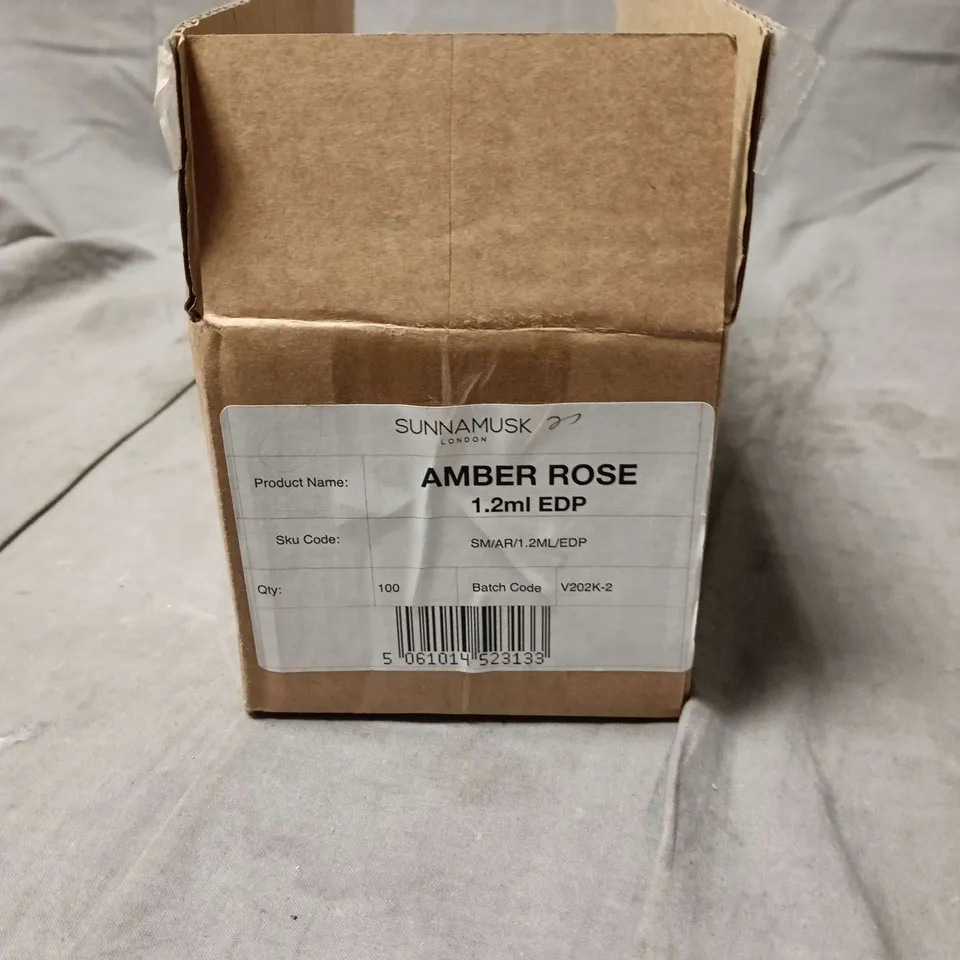 SUNNAMUSK
LONDON
Product Name: AMBER ROSE
1.2ml EDP
Sku Code: SM/AR/1.2ML/EDP
Qty: 100 Batch Code V202K-2
5 061014 523133